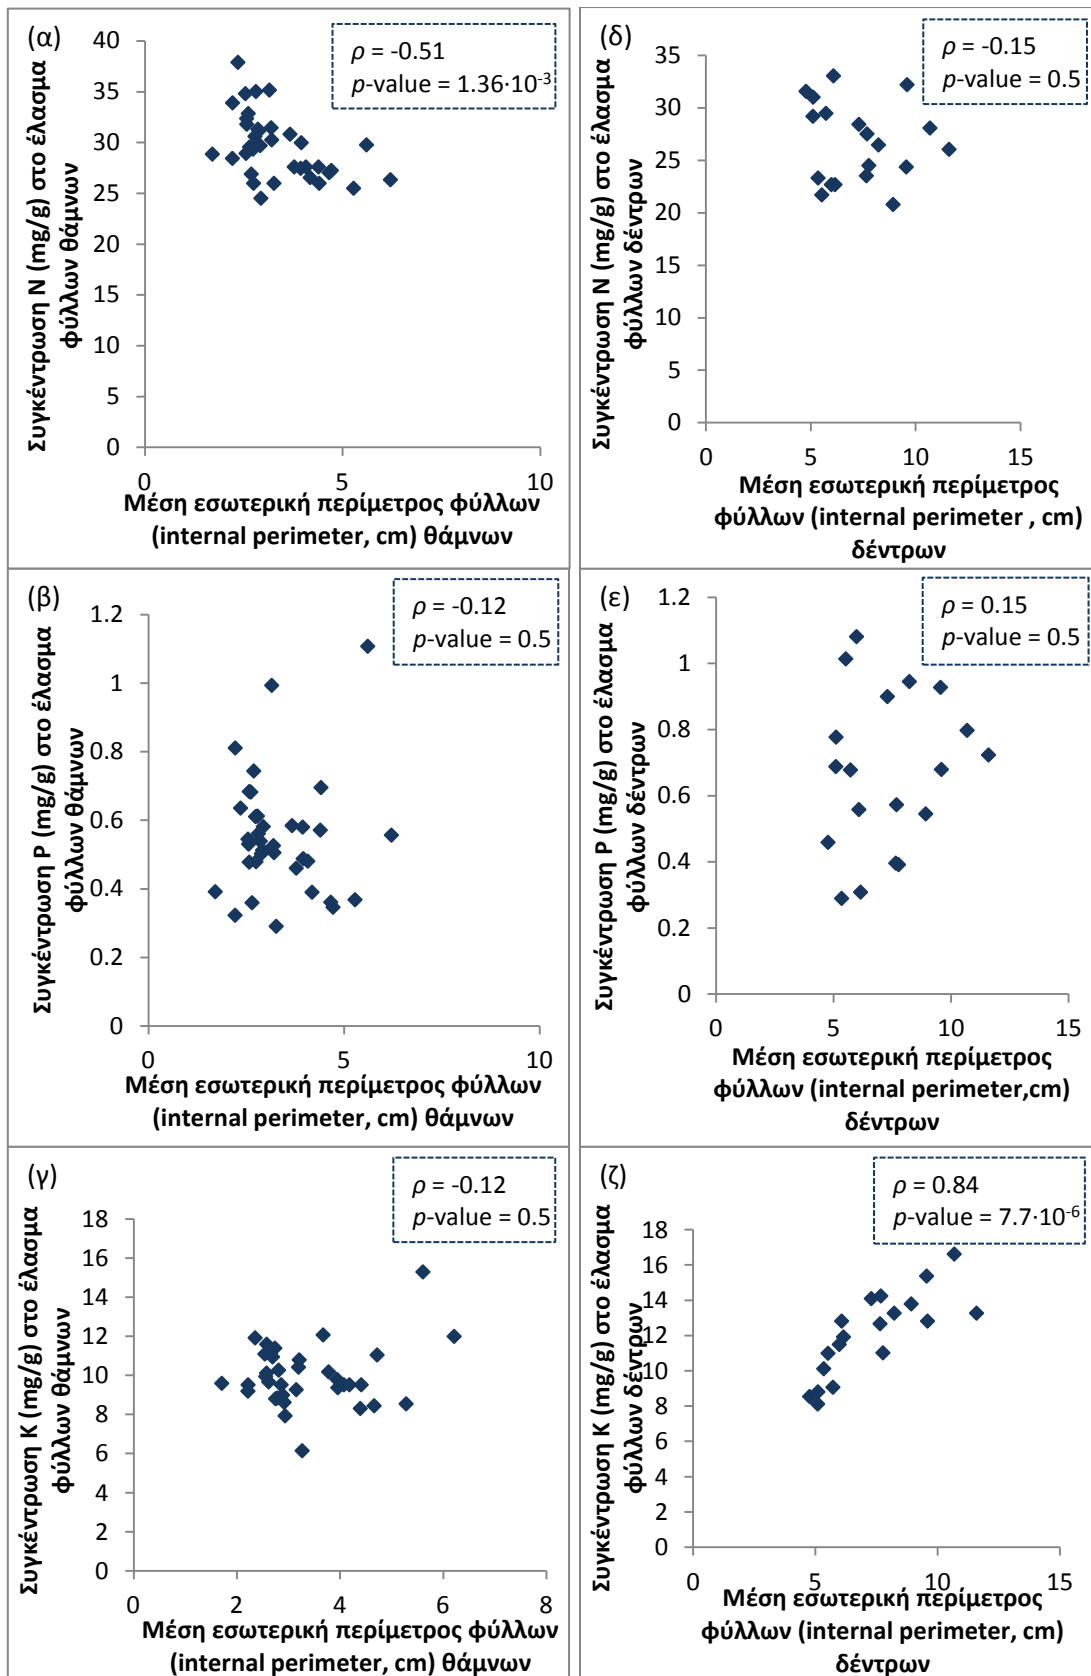 (α)
ρ = -0.51
p-value = 1.36·10⁻³
Συγκέντρωση N (mg/g) στο έλασμα
φύλλων θάμνων
40
35
30
25
20
15
10
5
0
0
5
10
Μέση εσωτερική περίμετρος φύλλων
(internal perimeter, cm) θάμνων
(δ)
ρ = -0.15
p-value = 0.5
Συγκέντρωση N (mg/g) στο έλασμα
φύλλων δέντρων
35
30
25
20
15
10
5
0
0
5
10
15
Μέση εσωτερική περίμετρος
φύλλων (internal perimeter , cm)
δέντρων
(β)
ρ = -0.12
p-value = 0.5
Συγκέντρωση P (mg/g) στο έλασμα
φύλλων θάμνων
1.2
1
0.8
0.6
0.4
0.2
0
0
5
10
Μέση εσωτερική περίμετρος φύλλων
(internal perimeter, cm) θάμνων
(ε)
ρ = 0.15
p-value = 0.5
Συγκέντρωση P (mg/g) στο έλασμα
φύλλων δέντρων
1.2
1
0.8
0.6
0.4
0.2
0
0
5
10
15
Μέση εσωτερική περίμετρος
φύλλων (internal perimeter,cm)
δέντρων
(γ)
ρ = -0.12
p-value = 0.5
Συγκέντρωση K (mg/g) στο έλασμα
φύλλων θάμνων
18
16
14
12
10
8
6
4
2
0
0
2
4
6
8
Μέση εσωτερική περίμετρος φύλλων
(internal perimeter, cm) θάμνων
(ζ)
ρ = 0.84
p-value = 7.7·10⁻⁶
Συγκέντρωση K (mg/g) στο έλασμα
φύλλων δέντρων
18
16
14
12
10
8
6
4
2
0
0
5
10
15
Μέση εσωτερική περίμετρος
φύλλων (internal perimeter, cm)
δέντρων